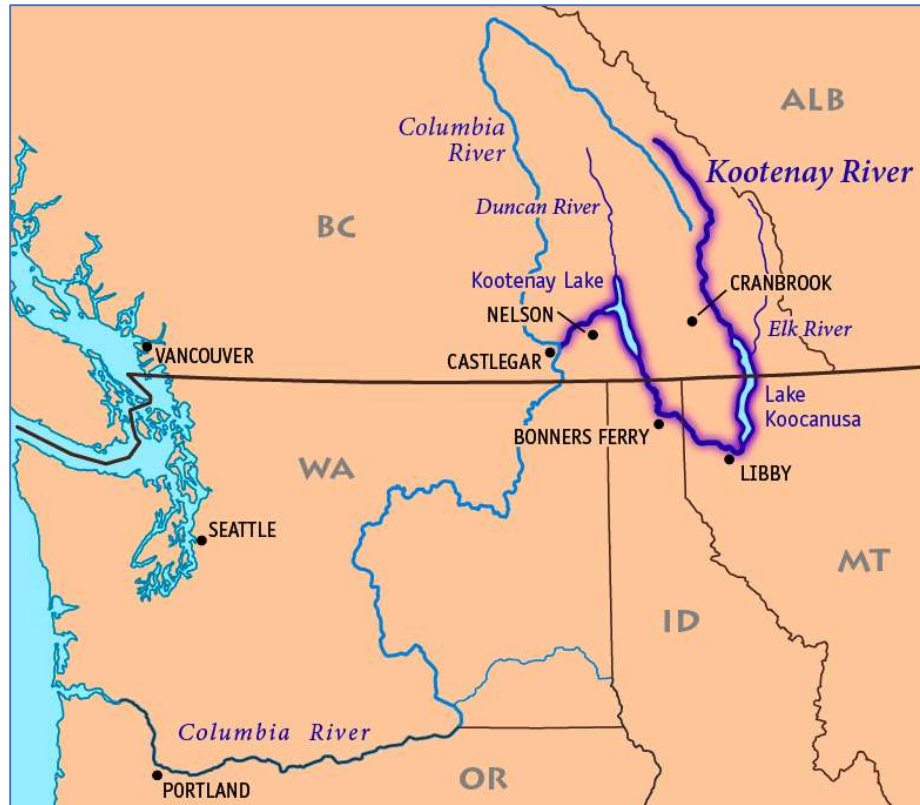 ALB
Columbia
River
Kootenay River
Duncan River
BC
Kootenay Lake
CRANBROOK
NELSON
Elk River
VANCOUVER
CASTLEGAR
Lake
Koocanusa
BONNERS FERRY
WA
LIBBY
SEATTLE
MT
ID
Columbia River
OR
PORTLAND